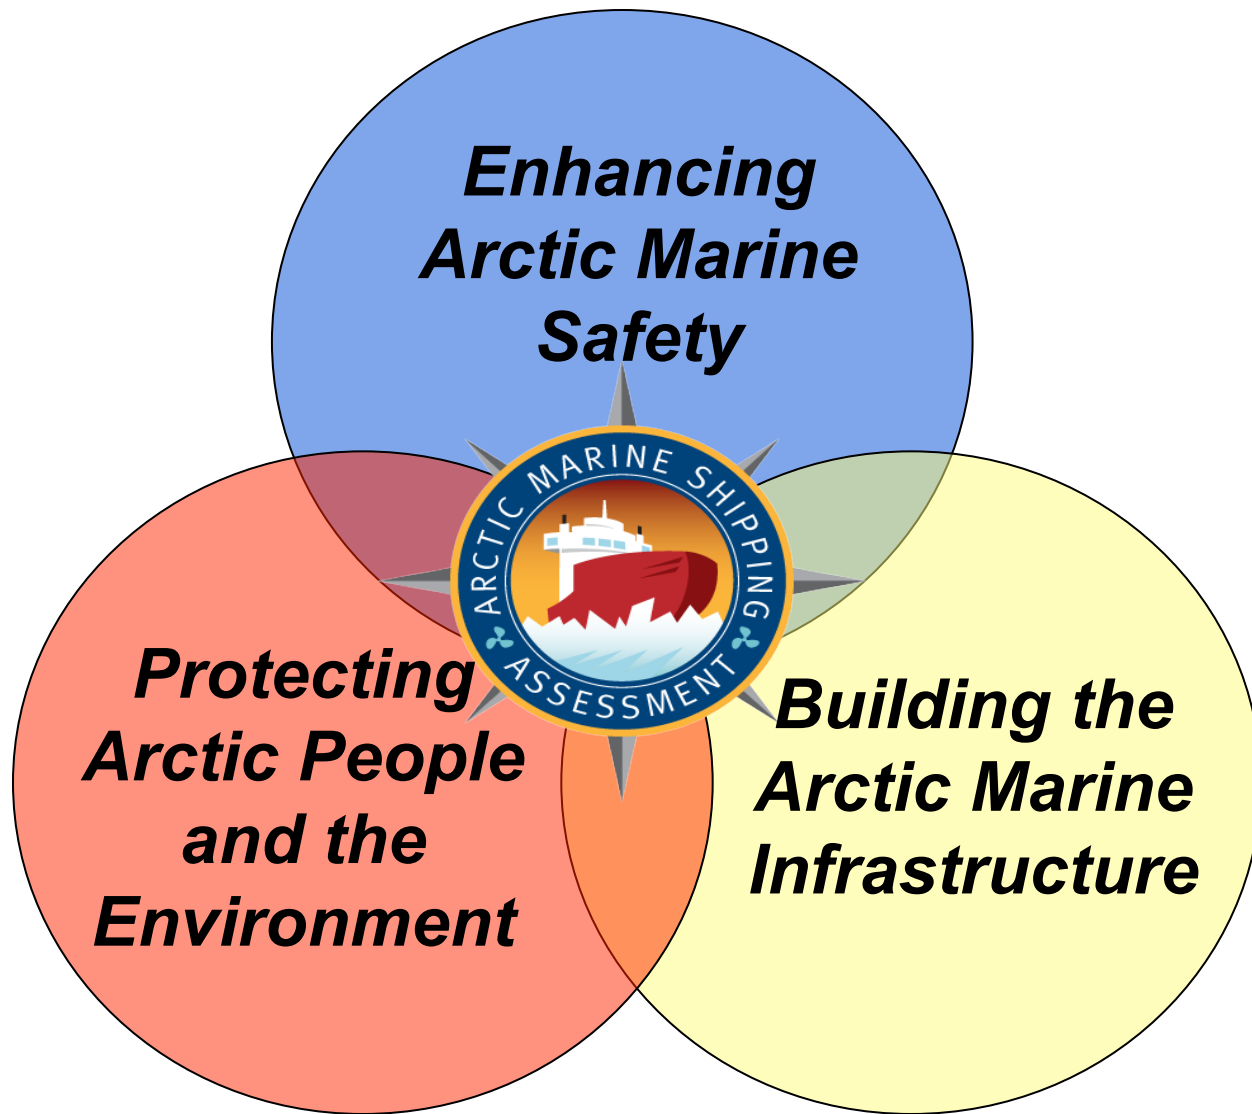 Enhancing
Arctic Marine
Safety
ARCTIC MARINE SHIPPING
ASSESSMENT
Protecting
Arctic People
and the
Environment
Building the
Arctic Marine
Infrastructure